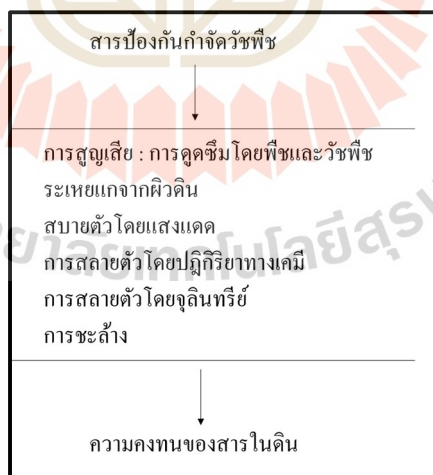 สารป้องกันกำจัดวัชพืช
การสูญเสีย : การดูดซึมโดยพืชและวัชพืช
ระเหยแกจากผิวดิน
สบายตัวโดยแสงแดด
การสลายตัวโดยปฏิกิริยาทางเคมี
การสลายตัวโดยจุลินทรีย์
การชะล้าง
ความคงทนของสารในดิน